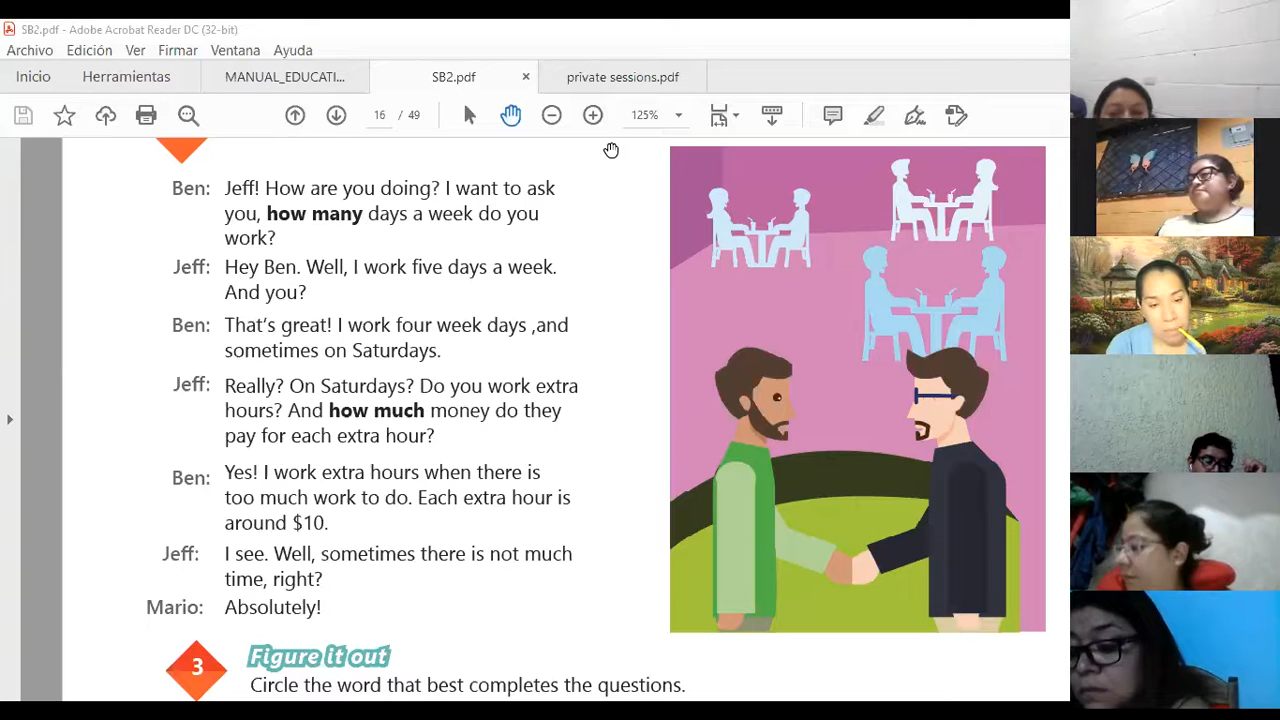 SB2.pdf - Adobe Acrobat Reader DC (32-bit)
Archivo Edición Ver Firmar Ventana Ayuda
Inicio Herramientas MANUAL_EDUCATI... SB2.pdf × private sessions.pdf
16 / 49 125%
Ben: Jeff! How are you doing? I want to ask
you, how many days a week do you
work?
Jeff: Hey Ben. Well, I work five days a week.
And you?
Ben: That's great! I work four week days ,and
sometimes on Saturdays.
Jeff: Really? On Saturdays? Do you work extra
hours? And how much money do they
pay for each extra hour?
Ben: Yes! I work extra hours when there is
too much work to do. Each extra hour is
around $10.
Jeff: I see. Well, sometimes there is not much
time, right?
Mario: Absolutely!
3 Figure it out
Circle the word that best completes the questions.